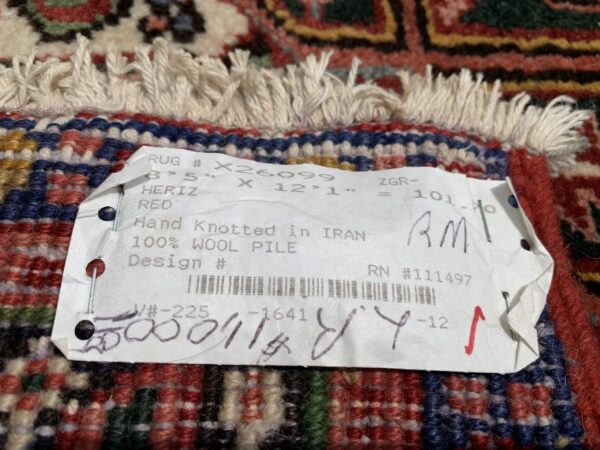 RUG # X26099 ZGR-
8'5" X 12'1" = 101.70
HERIZ
RED
RM
Hand Knotted in IRAN
100% WOOL PILE
Design # RN #111497
V#-225 -1641 -12